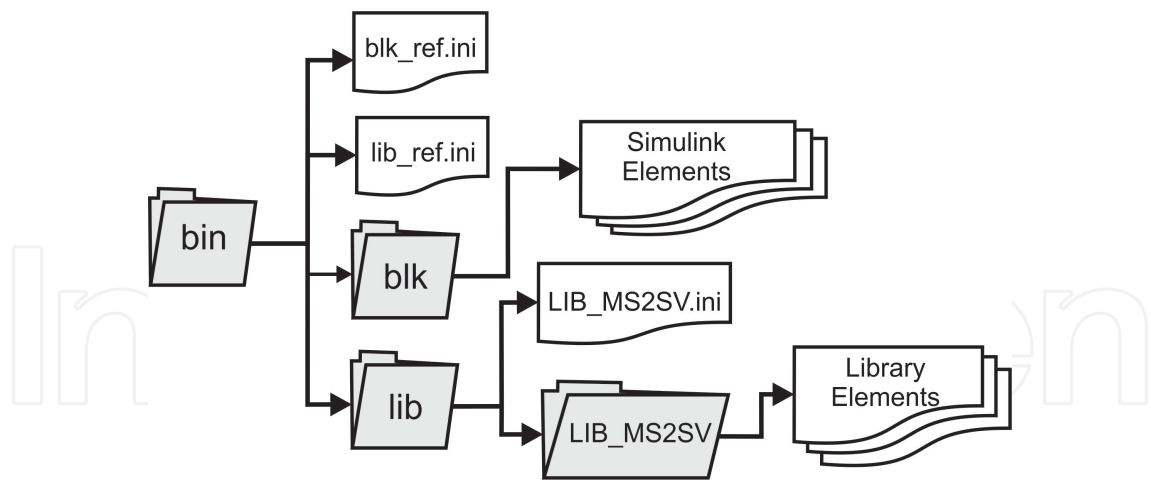 blk_ref.ini
lib_ref.ini
Simulink
Elements
bin
blk
LIB_MS2SV.ini
lib
LIB_MS2SV
Library
Elements